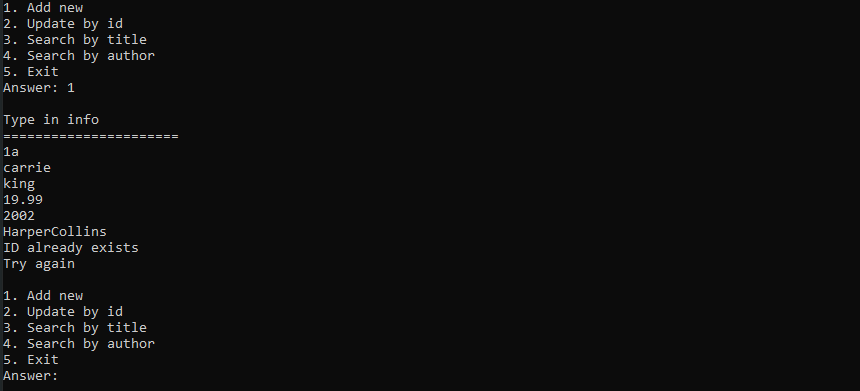 1. Add new
2. Update by id
3. Search by title
4. Search by author
5. Exit
Answer: 1

Type in info
======================
1a
carrie
king
19.99
2002
HarperCollins
ID already exists
Try again

1. Add new
2. Update by id
3. Search by title
4. Search by author
5. Exit
Answer: